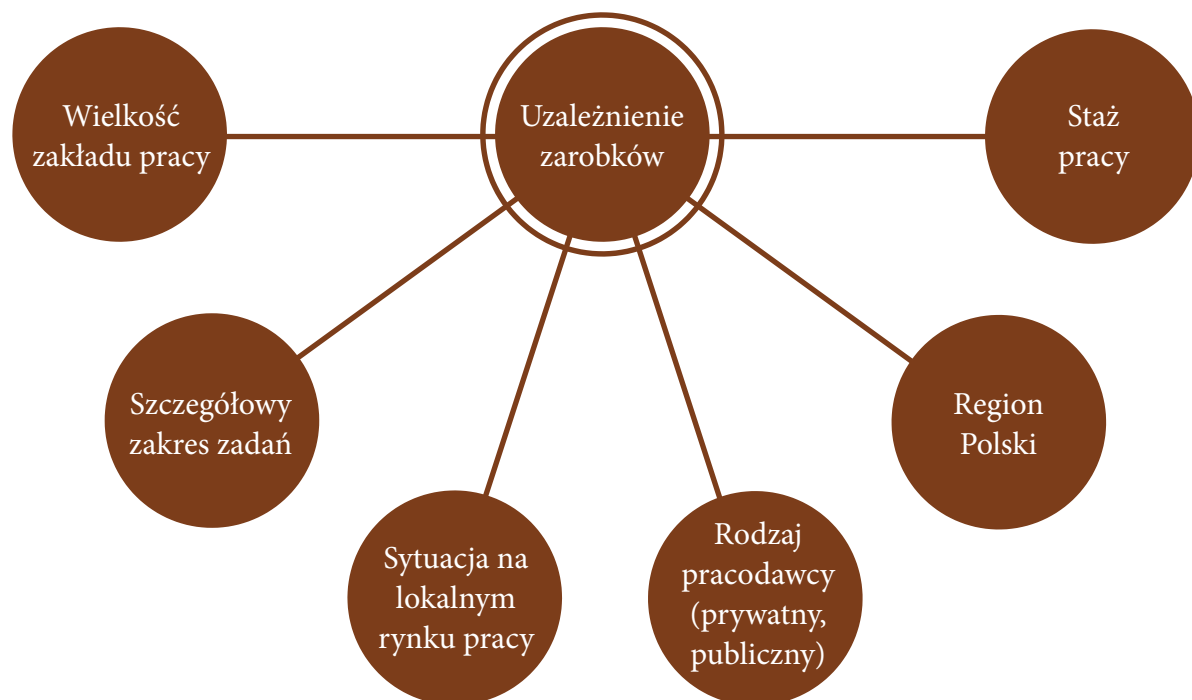 Wielkość
zakładu pracy
Uzależnienie
zarobków
Staż
pracy
Szczegółowy
zakres zadań
Region
Polski
Sytuacja na
lokalnym
rynku pracy
Rodzaj
pracodawcy
(prywatny,
publiczny)